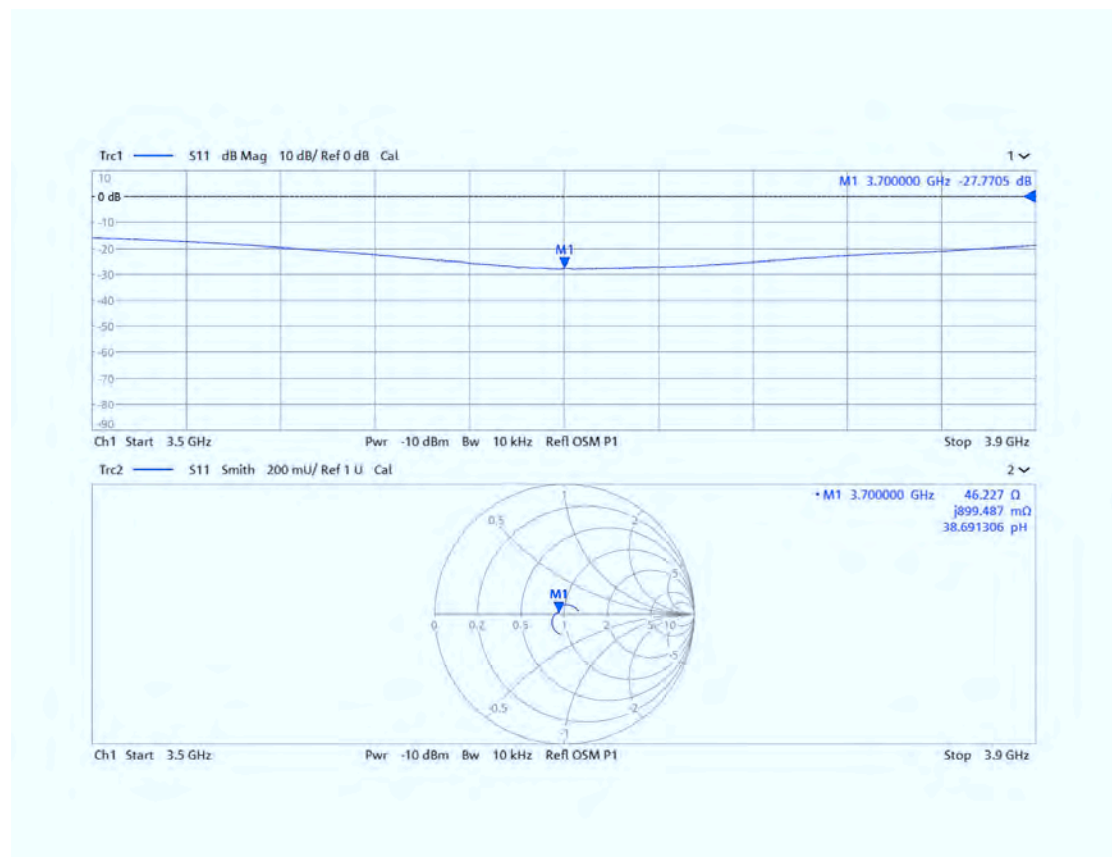 Trc1 S11 dB Mag 10 dB/ Ref 0 dB Cal 1
M1 3.700000 GHz -27.7705 dB
10
0 dB
-10
M1
-20
-30
-40
-50
-60
-70
-80
-90
Ch1 Start 3.5 GHz Pwr -10 dBm Bw 10 kHz Refl OSM P1 Stop 3.9 GHz
Trc2 S11 Smith 200 mU/ Ref 1 U Cal 2
• M1 3.700000 GHz 46.227 Ω
j899.487 mΩ
38.691306 pH
1
0.5 2
5
M1
0 0.2 0.5 1 2 5 10
-5
-0.5 -2
-1
Ch1 Start 3.5 GHz Pwr -10 dBm Bw 10 kHz Refl OSM P1 Stop 3.9 GHz